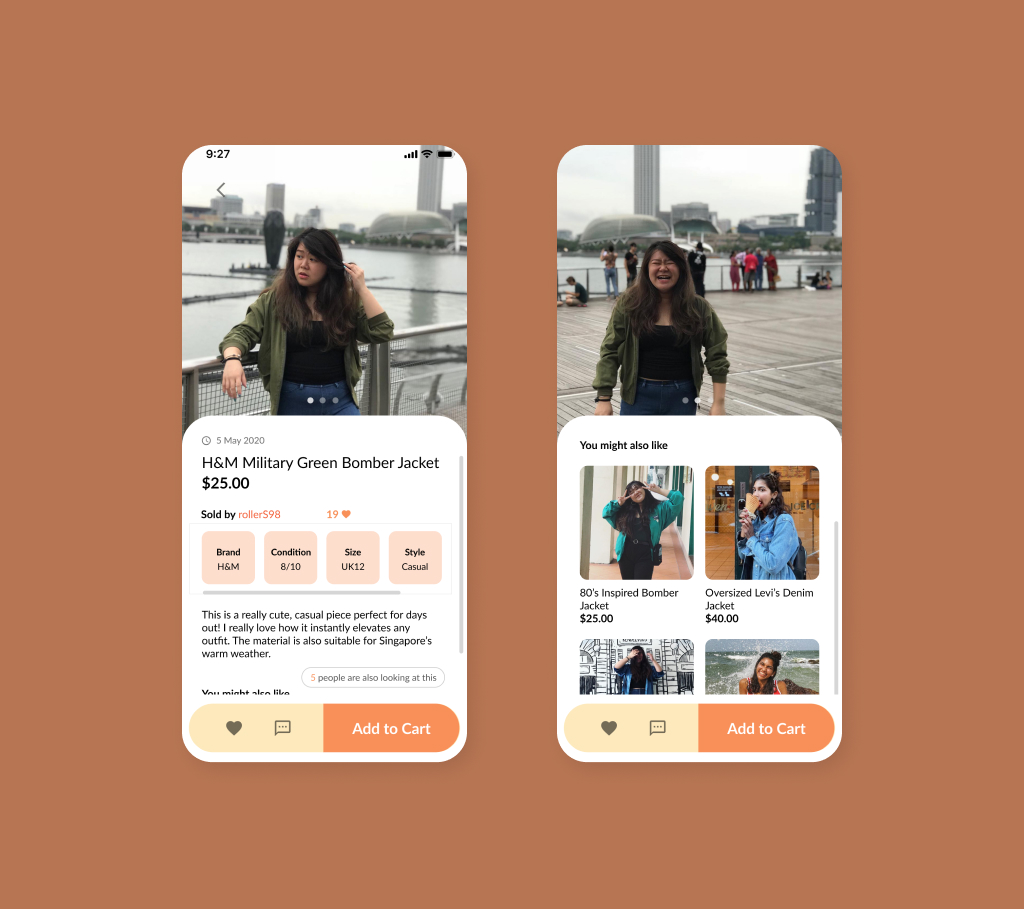 9:27
5 May 2020
H&M Military Green Bomber Jacket
$25.00
Sold by rollerS98 19
Brand
H&M
Condition
8/10
Size
UK12
Style
Casual
This is a really cute, casual piece perfect for days
out! I really love how it instantly elevates any
outfit. The material is also suitable for Singapore's
warm weather.
5 people are also looking at this
You might also like
Add to Cart
You might also like
80's Inspired Bomber
Jacket
$25.00
Oversized Levi's Denim
Jacket
$40.00
Add to Cart